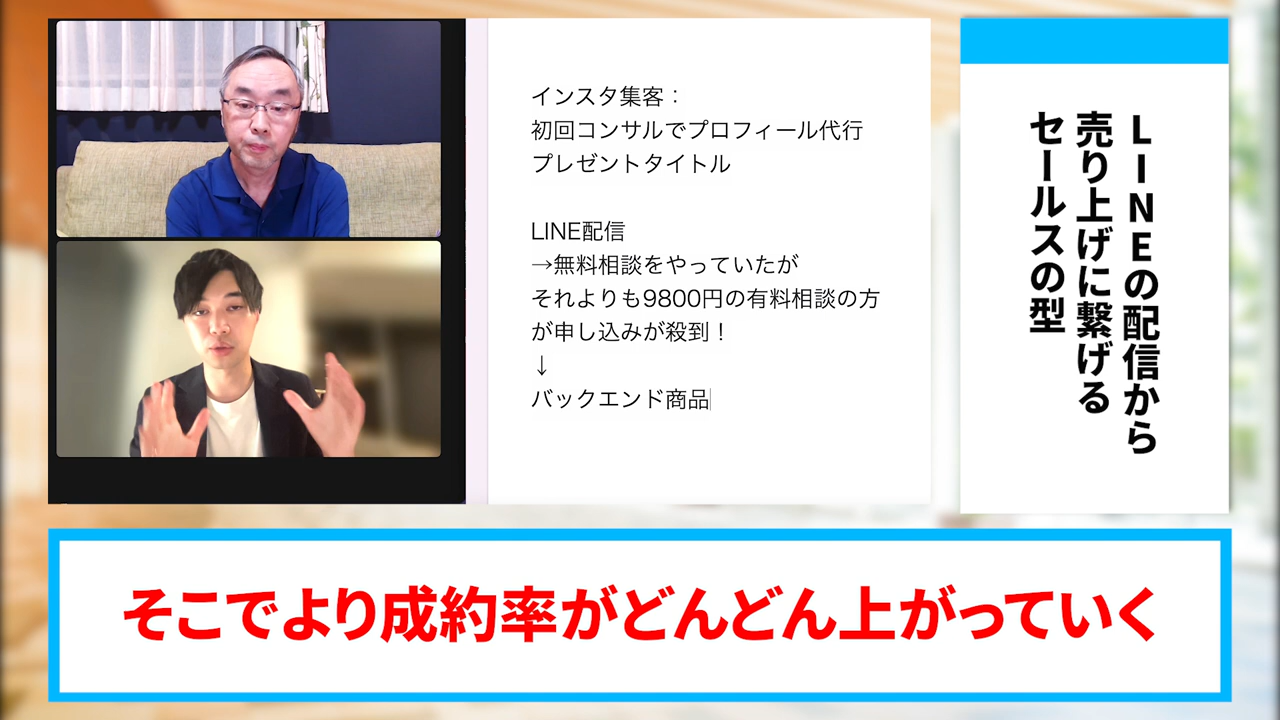 インスタ集客：
初回コンサルでプロフィール代行
プレゼントタイトル
LINE配信
→無料相談をやっていたが
それよりも9800円の有料相談の方
が申し込みが殺到！
↓
バックエンド商品
LINEの配信から
売り上げに繋げる
セールスの型
そこでより成約率がどんどん上がっていく